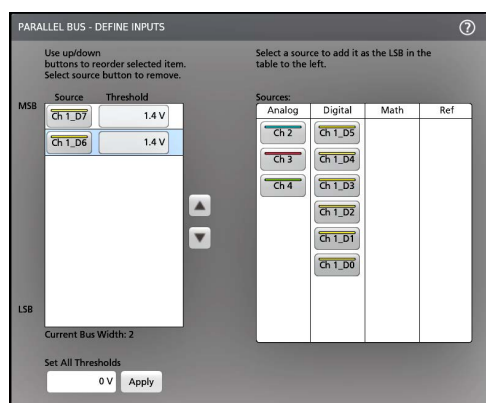 PARALLEL BUS - DEFINE INPUTS
?
Use up/down
buttons to reorder selected item.
Select source button to remove.
Source Threshold
MSB
Ch 1_D7 1.4 V
Ch 1_D6 1.4 V
LSB
Current Bus Width: 2
Set All Thresholds
0 V Apply
Select a source to add it as the LSB in the
table to the left.
Sources:
Analog Digital Math Ref
Ch 2 Ch 1_D5
Ch 3 Ch 1_D4
Ch 4 Ch 1_D3
Ch 1_D2
Ch 1_D1
Ch 1_D0